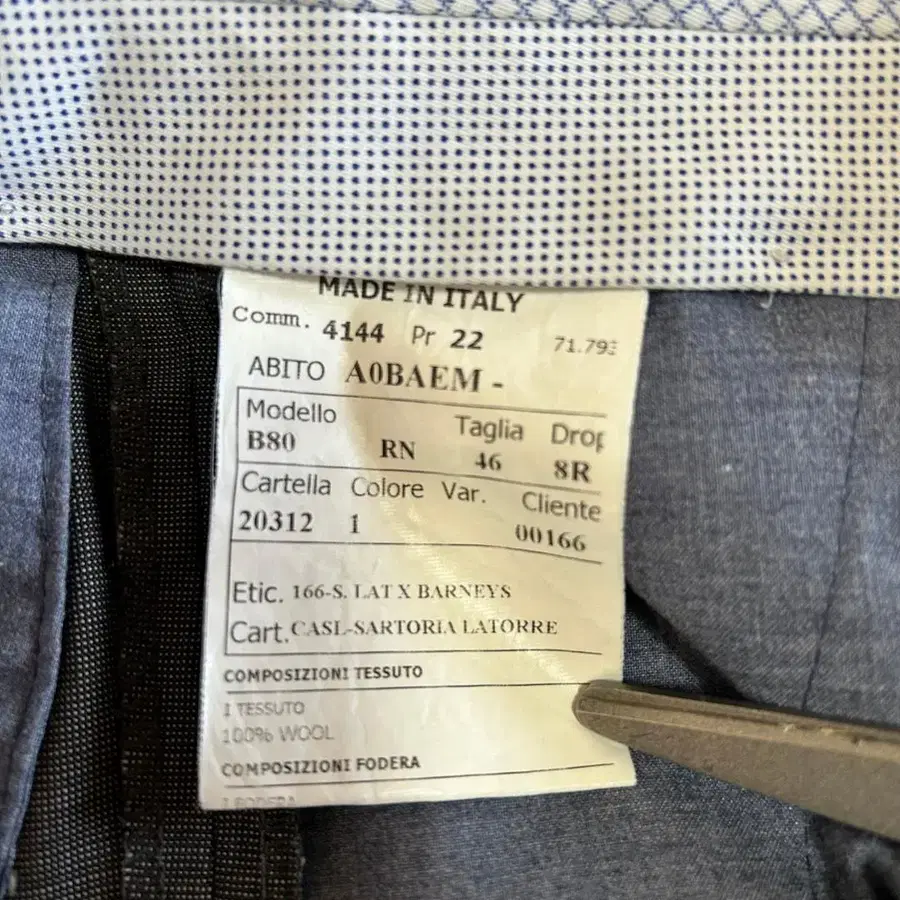 MADE IN ITALY
Comm. 4144 Pr 22 71.793
ABITO A0BAEM -
Modello Taglia Drop
B80 RN 46 8R
Cartella Colore Var. Cliente
20312 1 00166
Etic. 166-S. LAT X BARNEYS
Cart. CASL-SARTORIA LATORRE
COMPOSIZIONI TESSUTO
I TESSUTO
100% WOOL
COMPOSIZIONI FODERA
I FODERA